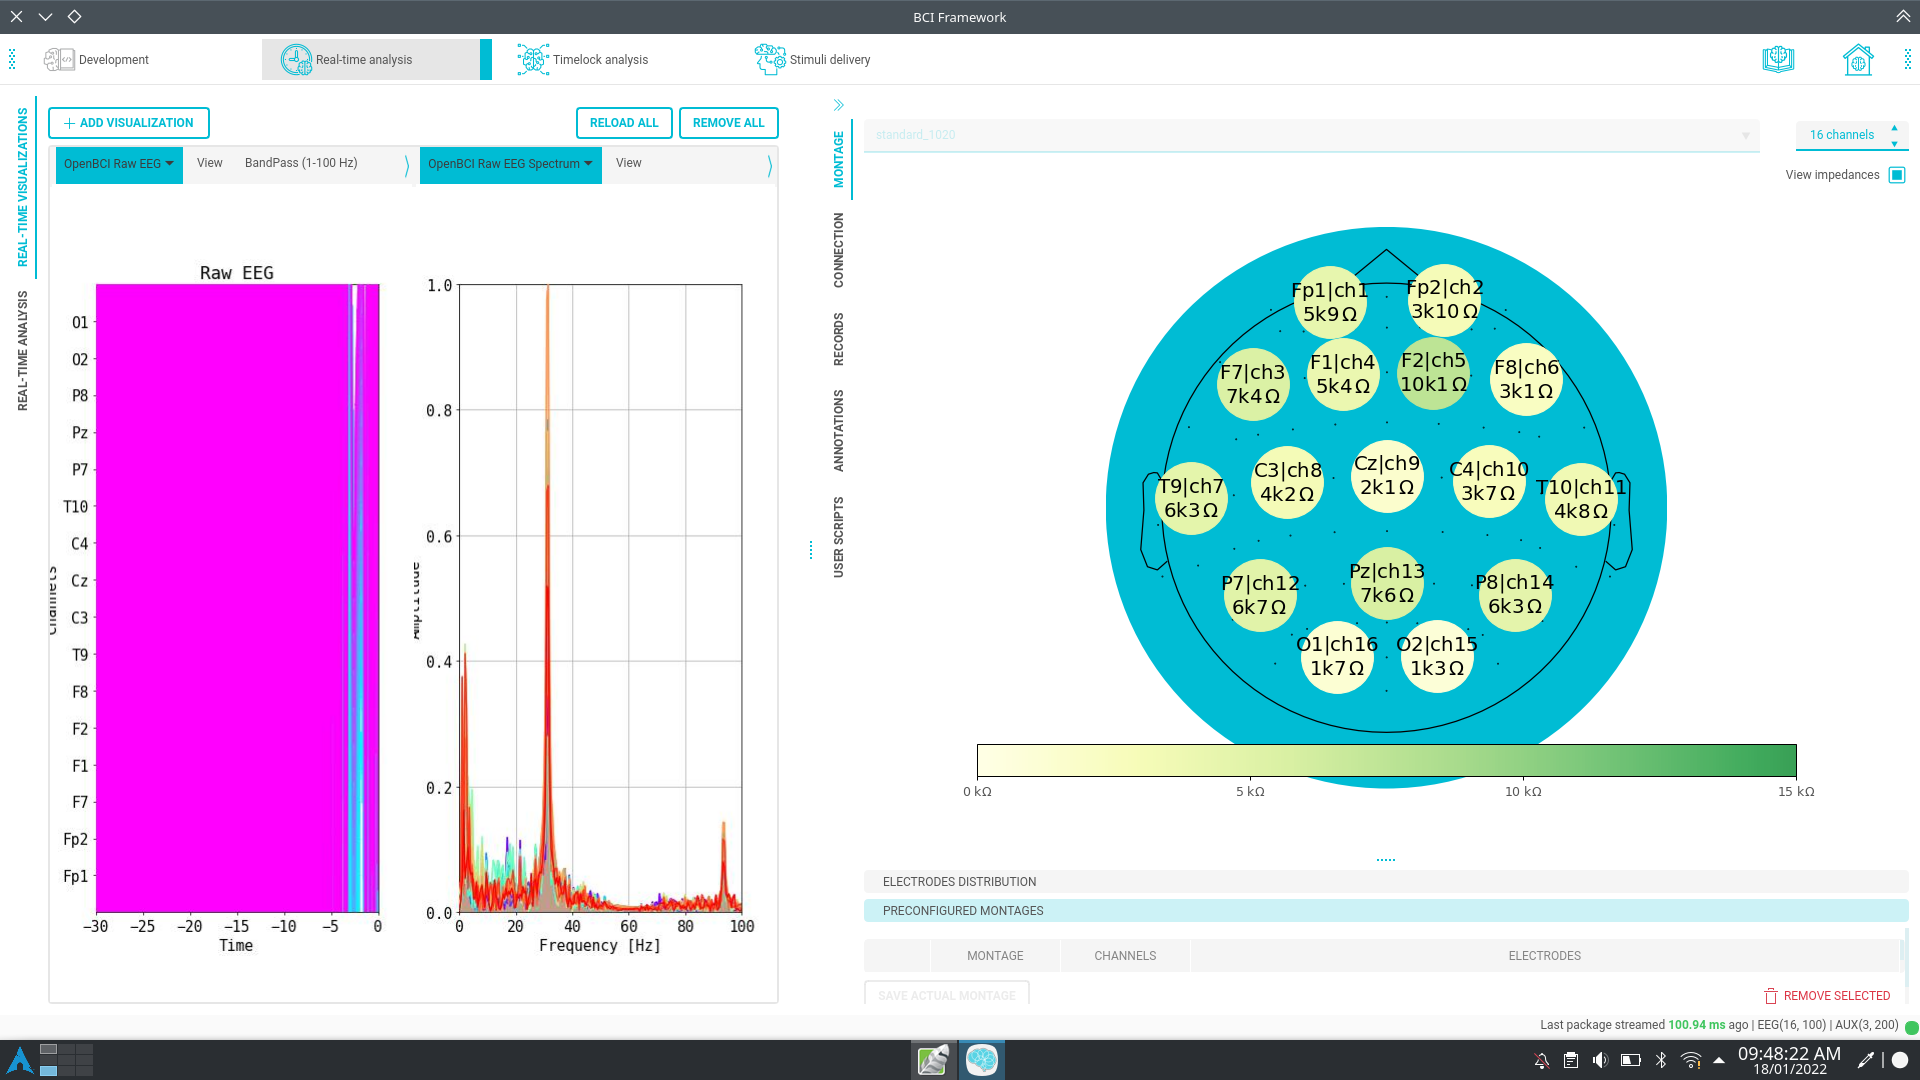 BCI Framework
Development
Real-time analysis
Timelock analysis
Stimuli delivery
REAL-TIME VISUALIZATIONS
REAL-TIME ANALYSIS
ADD VISUALIZATION
RELOAD ALL
REMOVE ALL
OpenBCI Raw EEG
View
BandPass (1-100 Hz)
OpenBCI Raw EEG Spectrum
View
Raw EEG
O1
O2
P8
Pz
P7
T10
C4
Cz
C3
T9
F8
F2
F1
F7
Fp2
Fp1
Channels
−30 −25 −20 −15 −10 −5 0
Time
Amplitude
1.0
0.8
0.6
0.4
0.2
0.0
0 20 40 60 80 100
Frequency [Hz]
MONTAGE
CONNECTION
RECORDS
ANNOTATIONS
USER SCRIPTS
standard_1020
16 channels
View impedances
Fp1|ch1
5k9Ω
Fp2|ch2
3k10Ω
F7|ch3
7k4Ω
F1|ch4
5k4Ω
F2|ch5
10k1Ω
F8|ch6
3k1Ω
T9|ch7
6k3Ω
C3|ch8
4k2Ω
Cz|ch9
2k1Ω
C4|ch10
3k7Ω
T10|ch11
4k8Ω
P7|ch12
6k7Ω
Pz|ch13
7k6Ω
P8|ch14
6k3Ω
O1|ch16
1k7Ω
O2|ch15
1k3Ω
0 kΩ 5 kΩ 10 kΩ 15 kΩ
ELECTRODES DISTRIBUTION
PRECONFIGURED MONTAGES
MONTAGE CHANNELS ELECTRODES
SAVE ACTUAL MONTAGE
REMOVE SELECTED
Last package streamed 100.94 ms ago | EEG(16, 100) | AUX(3, 200)
09:48:22 AM
18/01/2022